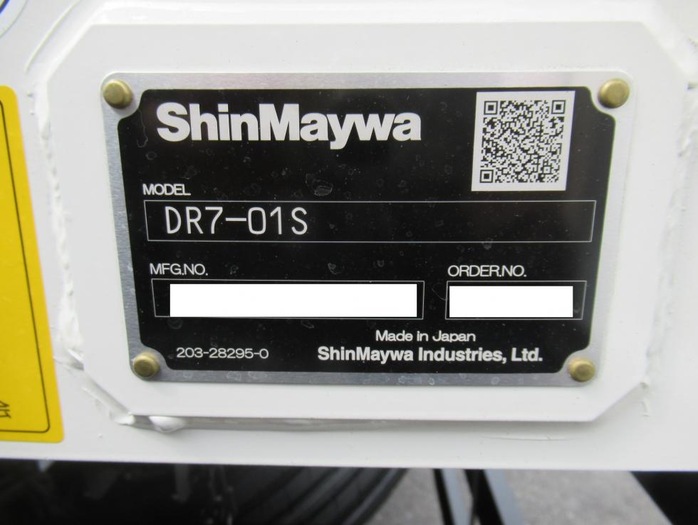 ShinMaywa
MODEL
DR7-01S
MFG.NO.
ORDER.NO.
Made in Japan
203-28295-0
ShinMaywa Industries, Ltd.